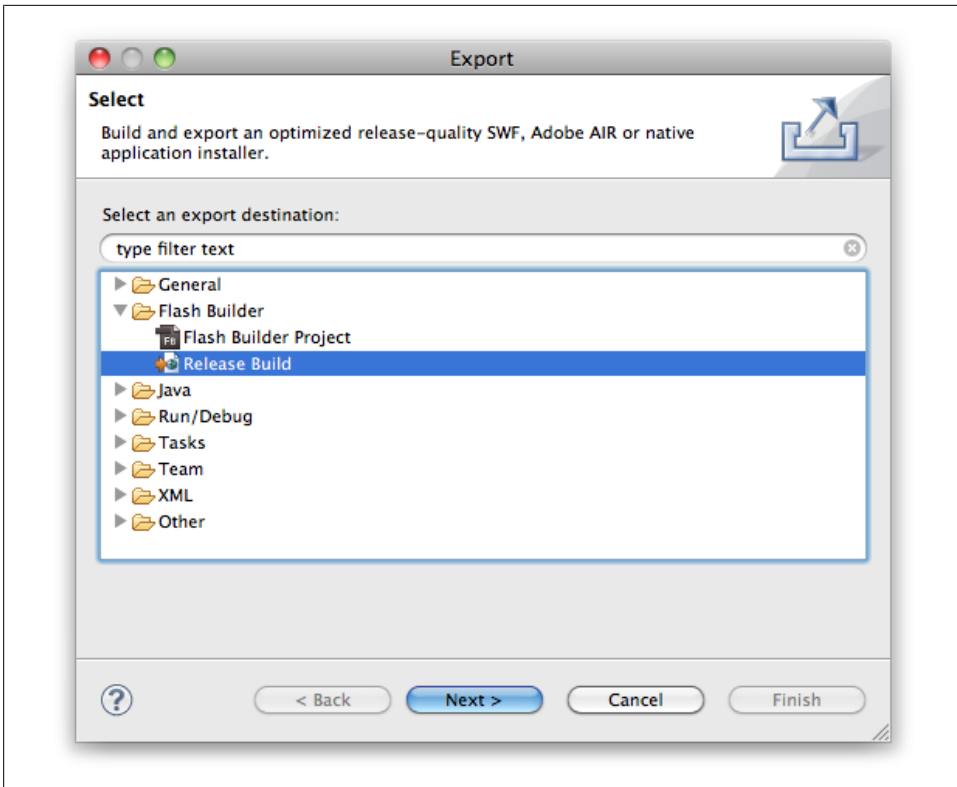 Export
Select
Build and export an optimized release-quality SWF, Adobe AIR or native
application installer.
Select an export destination:
type filter text
General
Flash Builder
Fb
Flash Builder Project
Release Build
Java
Run/Debug
Tasks
Team
XML
Other
?
< Back
Next >
Cancel
Finish